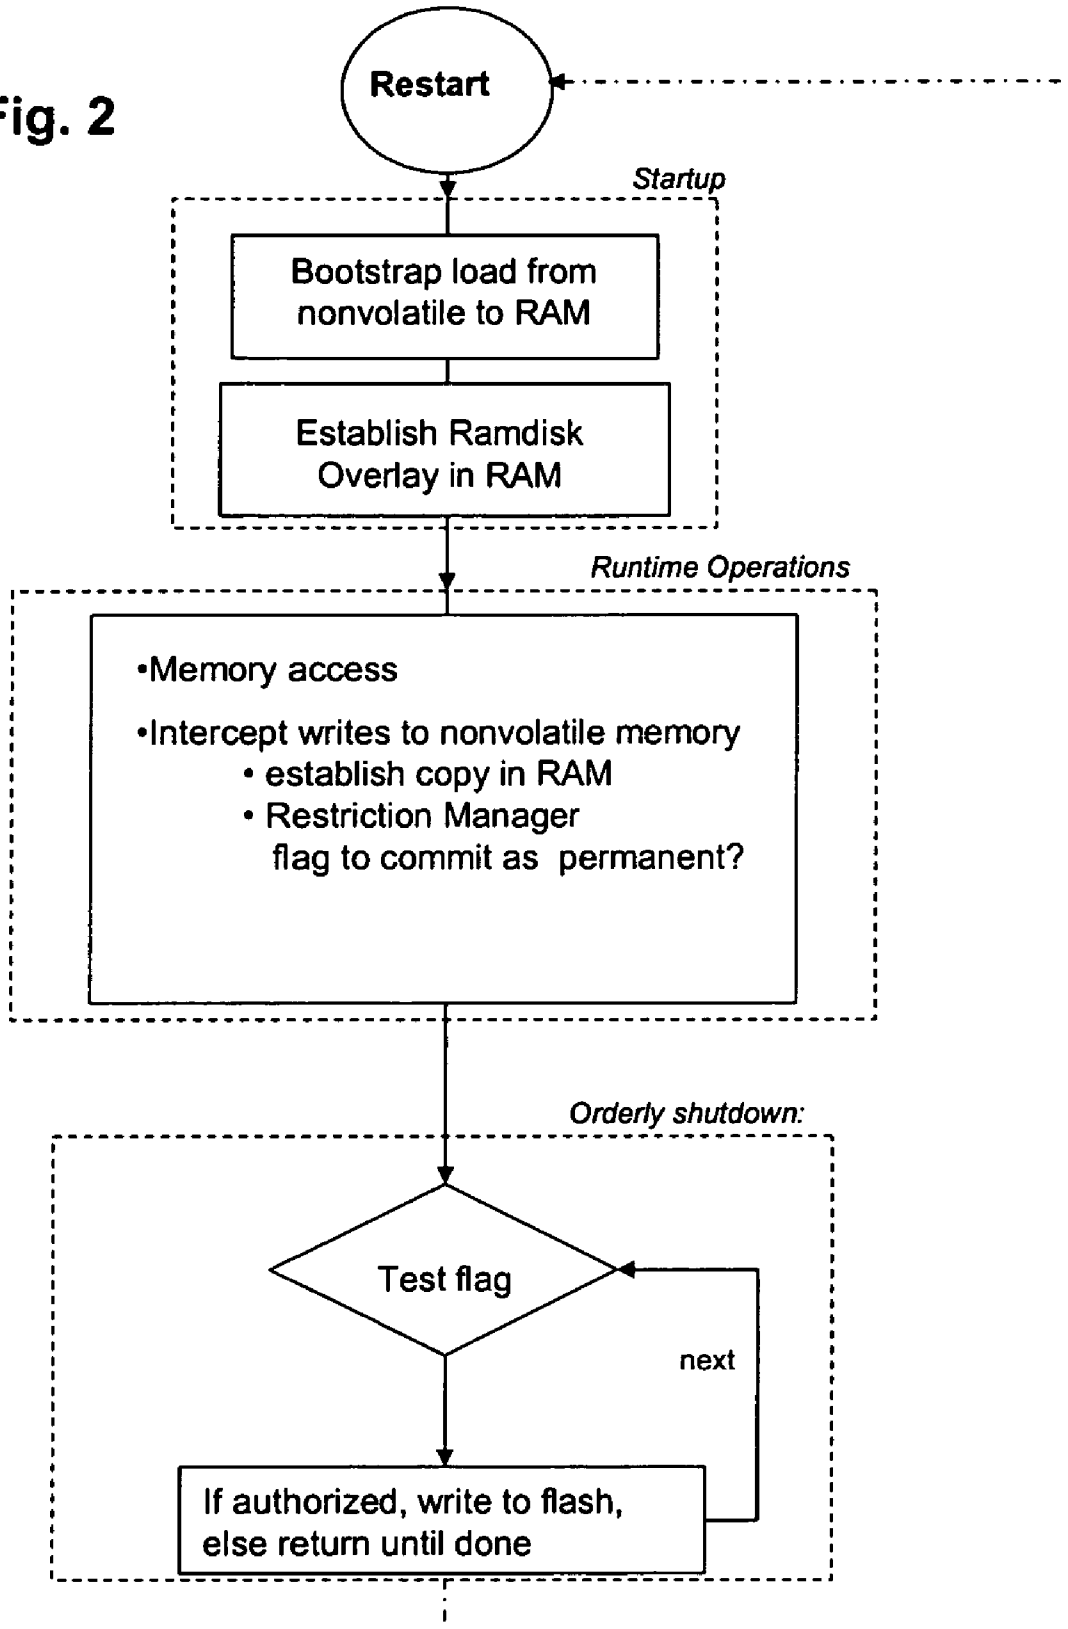 Restart
Fig. 2
Startup
Bootstrap load from
nonvolatile to RAM
Establish Ramdisk
Overlay in RAM
Runtime Operations
•Memory access
•Intercept writes to nonvolatile memory
• establish copy in RAM
• Restriction Manager
flag to commit as permanent?
Orderly shutdown:
Test flag
next
If authorized, write to flash,
else return until done